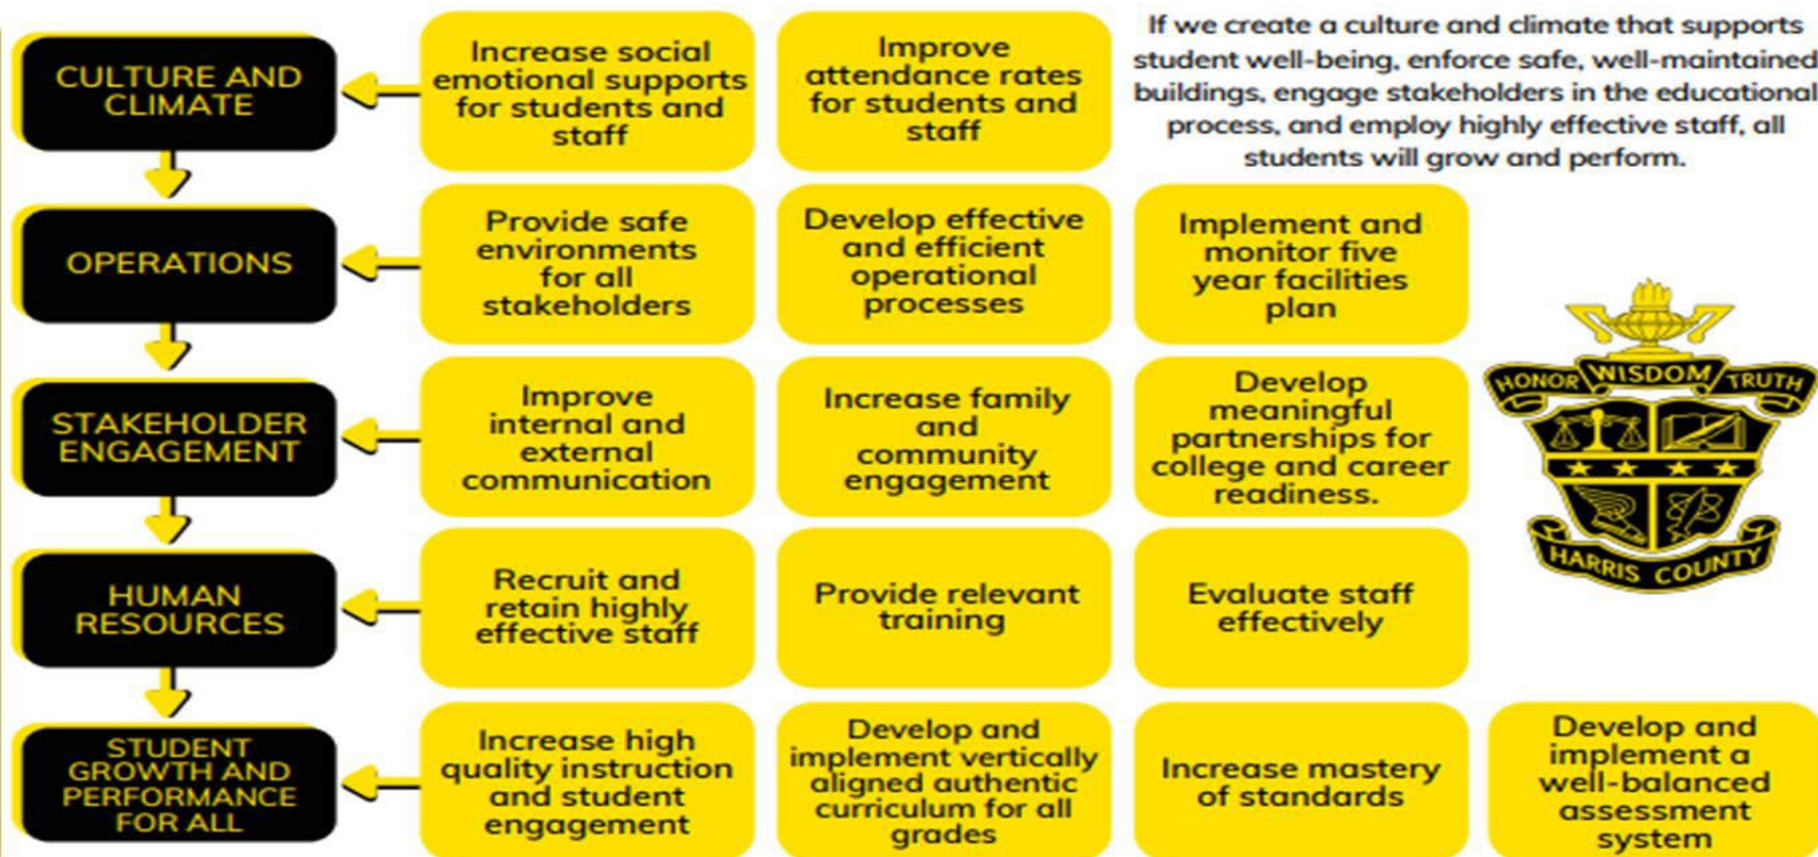 CULTURE AND
CLIMATE
Increase social
emotional supports
for students and
staff
Improve
attendance rates
for students and
staff
If we create a culture and climate that supports
student well-being, enforce safe, well-maintained
buildings, engage stakeholders in the educational
process, and employ highly effective staff, all
students will grow and perform.
OPERATIONS
Provide safe
environments
for all
stakeholders
Develop effective
and efficient
operational
processes
Implement and
monitor five
year facilities
plan
STAKEHOLDER
ENGAGEMENT
Improve
internal and
external
communication
Increase family
and
community
engagement
Develop
meaningful
partnerships for
college and career
readiness.
HONOR WISDOM TRUTH
HARRIS COUNTY
HUMAN
RESOURCES
Recruit and
retain highly
effective staff
Provide relevant
training
Evaluate staff
effectively
STUDENT
GROWTH AND
PERFORMANCE
FOR ALL
Increase high
quality instruction
and student
engagement
Develop and
implement vertically
aligned authentic
curriculum for all
grades
Increase mastery
of standards
Develop and
implement a
well-balanced
assessment
system